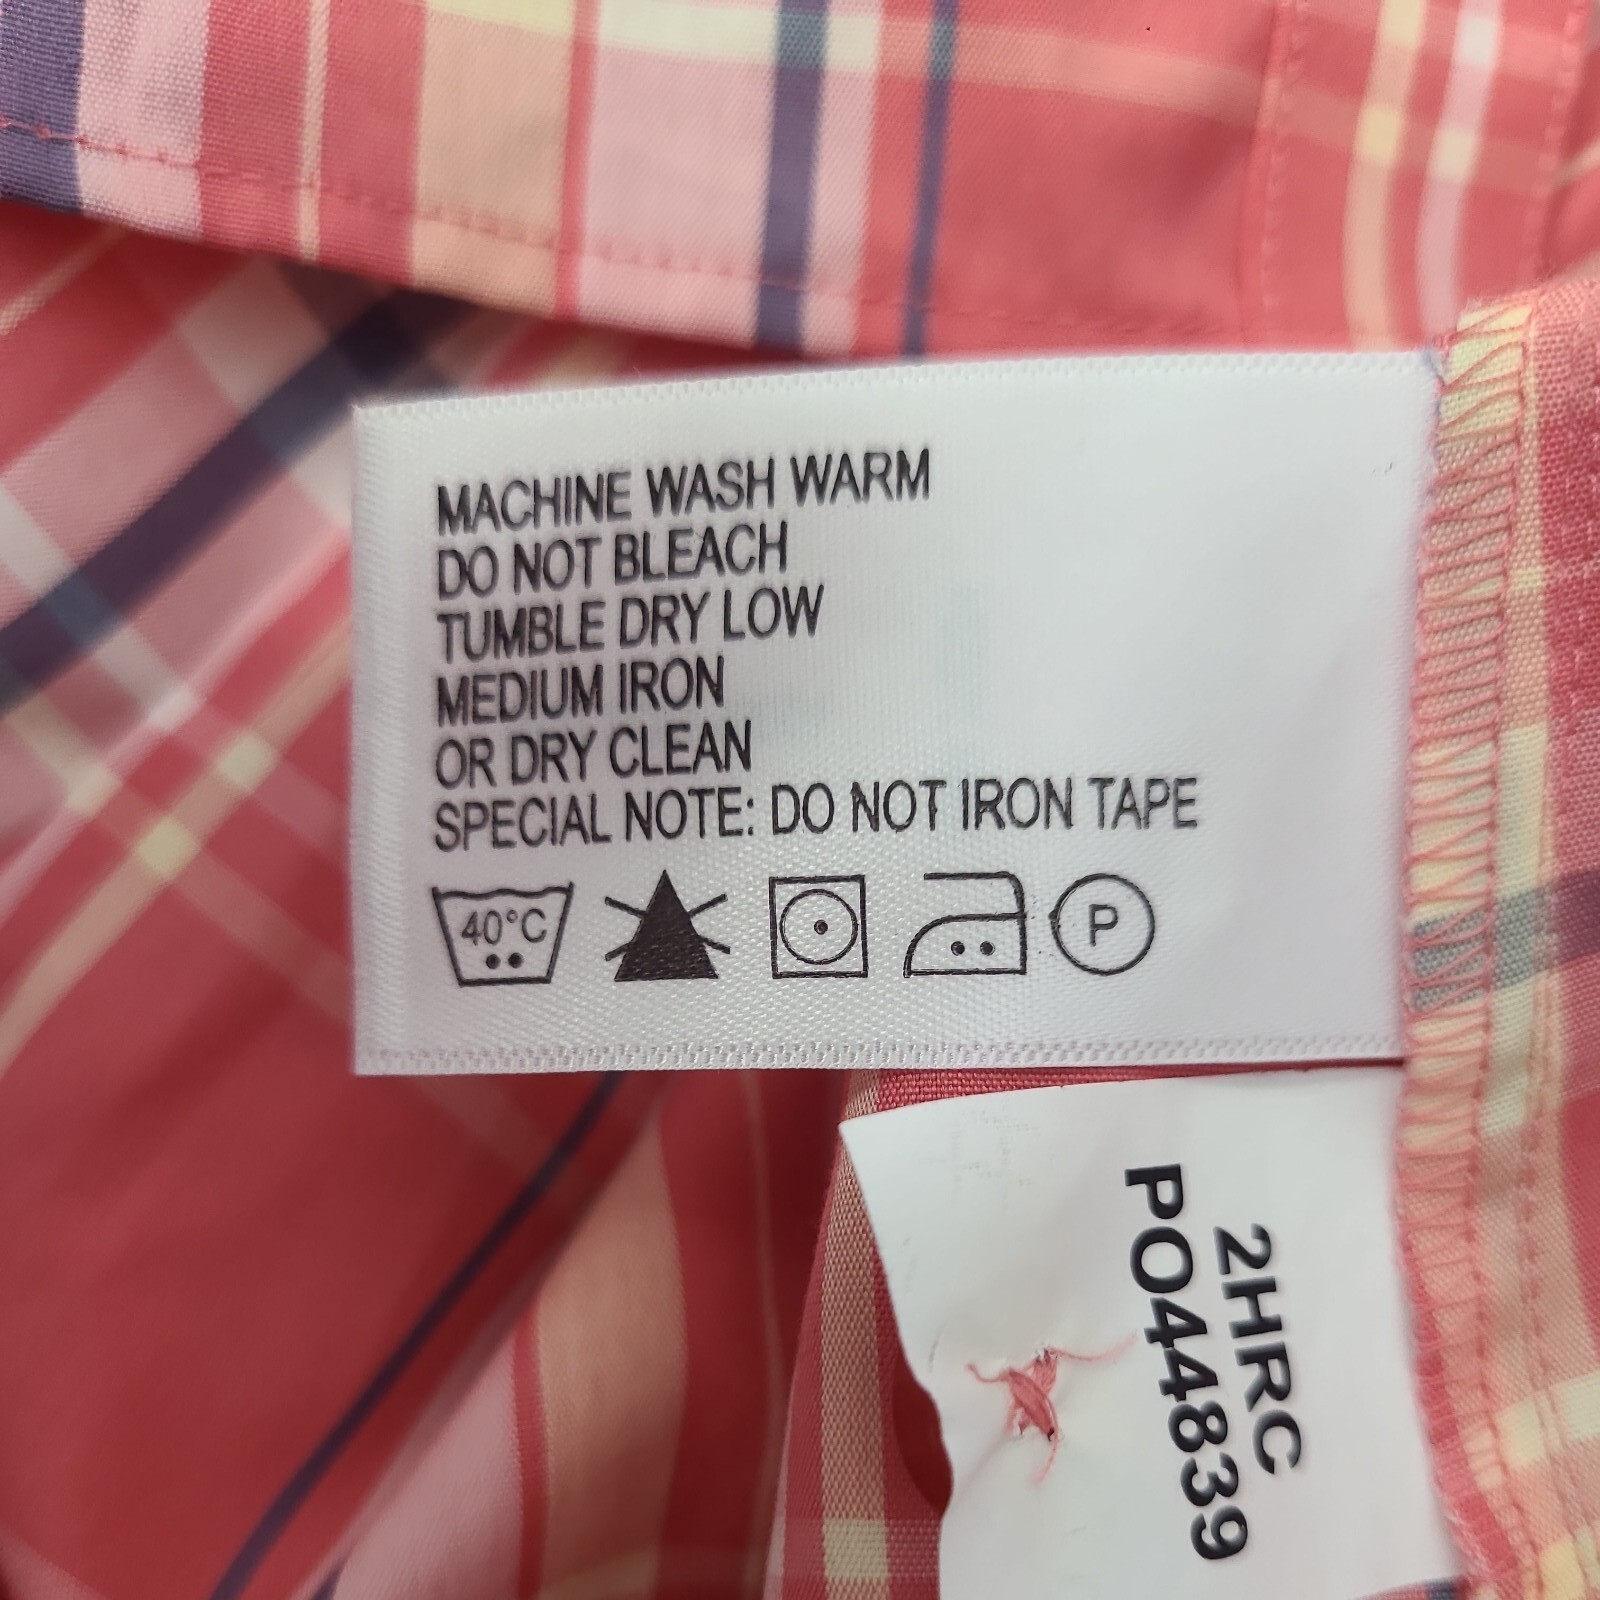 MACHINE WASH WARM
DO NOT BLEACH
TUMBLE DRY LOW
MEDIUM IRON
OR DRY CLEAN
SPECIAL NOTE: DO NOT IRON TAPE
40°C
P
2HRC
PO44839